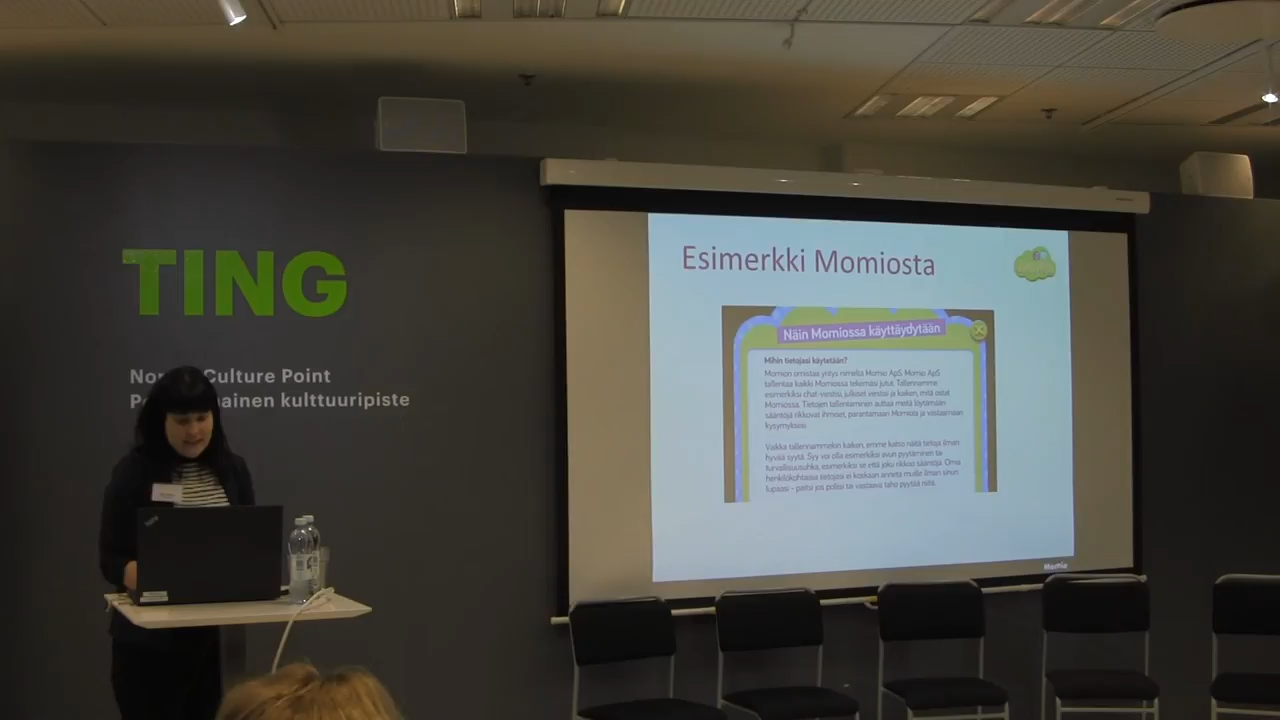 TING
Nor Culture Point
Po ainen kulttuuripiste
Esimerkki Momiosta
Näin Momiossa käyttäydytään
Mihin tietojasi käytetään?
Momion omistaa yritys nimeltä Momio ApS. Momio ApS
tallentaa kaikki Momiossa tekemäsi jutut. Tallennamme
esimerkiksi chat-viestisi, julkiset viestisi ja kaiken, mitä ostat
Momiossa. Tietojen tallentaminen auttaa meitä löytämään
sääntöjä rikkovat ihmiset, parantamaan Momiota ja vastaamaan
kysymyksiisi.
Vaikka tallennammekin kaiken, emme katso näitä tietoja ilman
hyvää syytä. Syy voi olla esimerkiksi avun pyytäminen tai
turvallisuusuhka, esimerkiksi se että joku rikkoo sääntöjä. Omia
henkilökohtaisia tietojasi ei koskaan anneta muille ilman sinun
lupaasi - paitsi jos poliisi tai vastaava taho pyytää niitä.
Momio